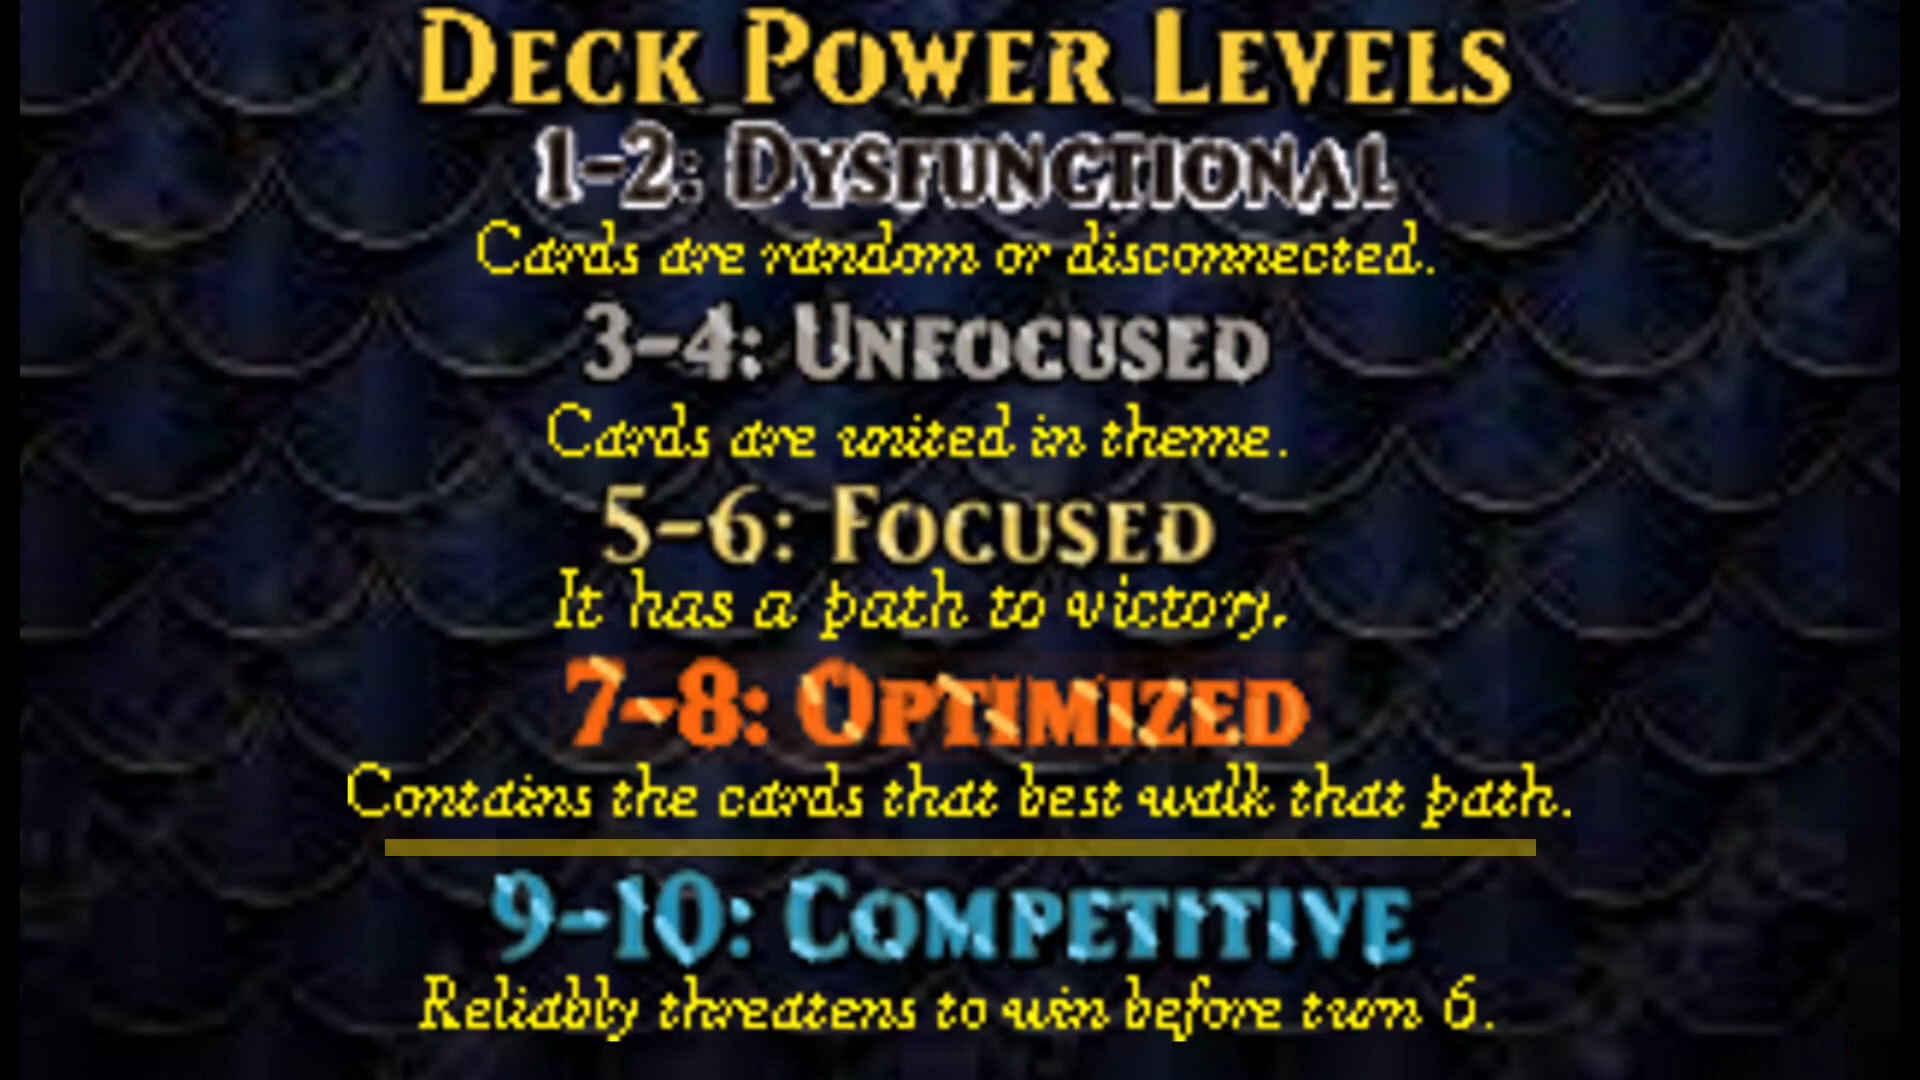 DECK POWER LEVELS
1-2: DYSFUNCTIONAL
Cards are random or disconnected.
3-4: UNFOCUSED
Cards are united in theme.
5-6: FOCUSED
It has a path to victory.
7-8: OPTIMIZED
Contains the cards that best walk that path.
9-10: COMPETITIVE
Reliably threatens to win before turn 6.